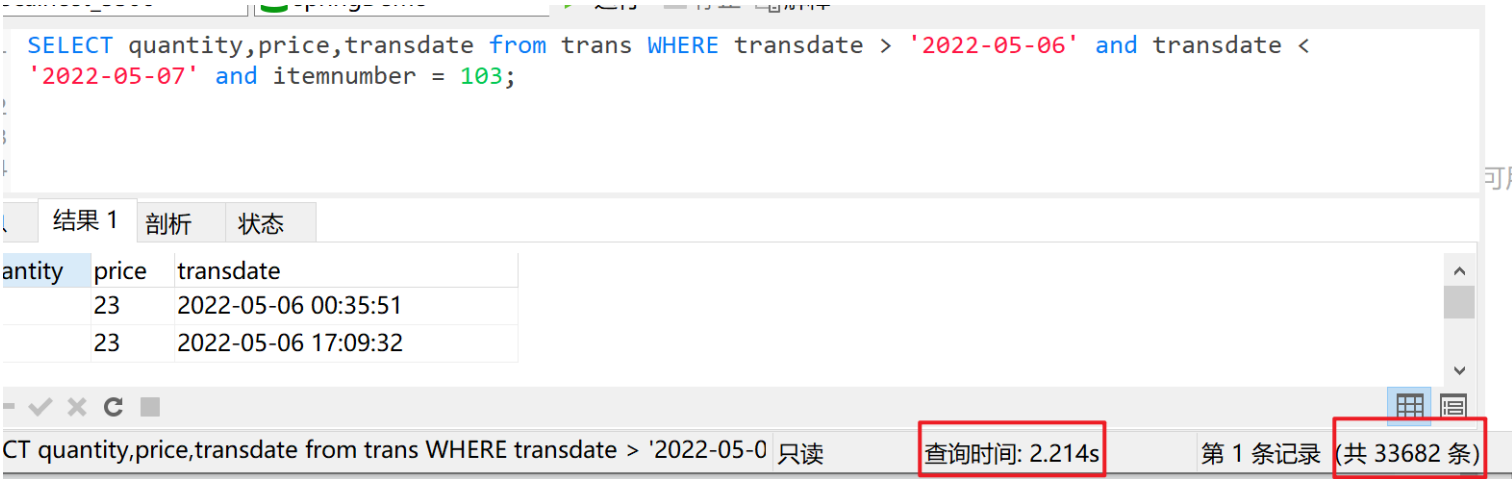 SELECT quantity,price,transdate from trans WHERE transdate > '2022-05-06' and transdate <
'2022-05-07' and itemnumber = 103;
2
3
4
结果 1 剖析 状态
antity price transdate
23 2022-05-06 00:35:51
23 2022-05-06 17:09:32
CT quantity,price,transdate from trans WHERE transdate > '2022-05-0 只读 查询时间: 2.214s 第 1 条记录 (共 33682 条)